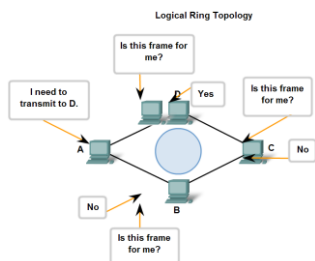 Logical Ring Topology
Is this frame for
me?
I need to
transmit to D.
D
Yes
Is this frame
for me?
A
C
No
No
B
Is this frame for
me?